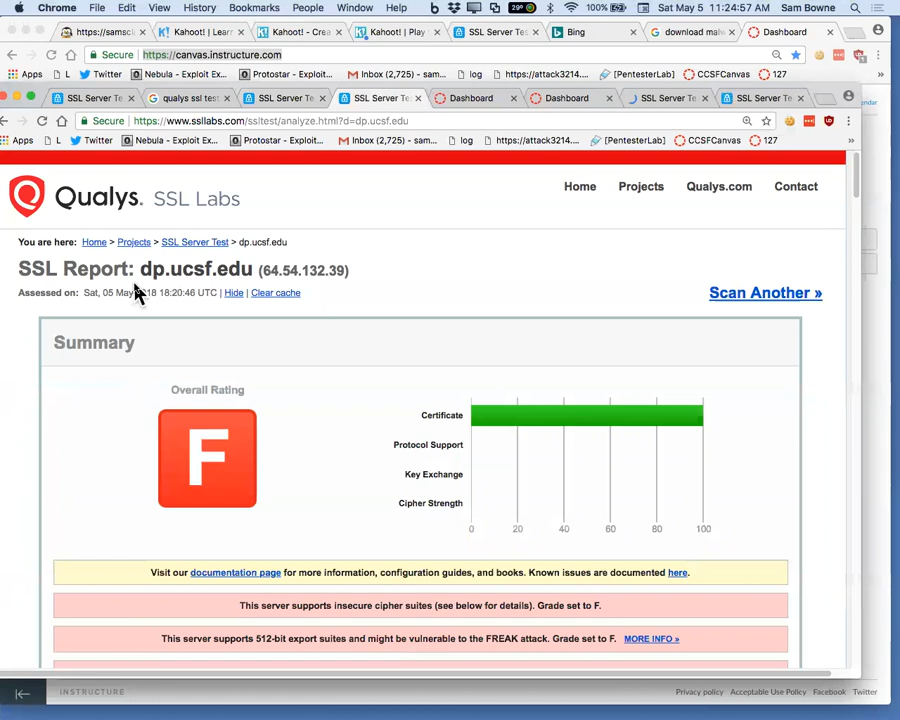 Chrome File Edit View History Bookmarks People Window Help 29° 100% Sat May 5 11:24:57 AM Sam Bowne
https://samscl Kahoot! | Learn Kahoot! - Crea Kahoot! | Play SSL Server Tes Bing download malw Dashboard
Secure https://canvas.instructure.com
Apps L Twitter Nebula - Exploit Ex... Protostar - Exploit... Inbox (2,725) - sam... log https://attack3214.... [PentesterLab] CCSFCanvas 127 »
SSL Server Te qualys ssl test SSL Server Te SSL Server Tes Dashboard Dashboard SSL Server Tes SSL Server Tes
Secure https://www.ssllabs.com/ssltest/analyze.html?d=dp.ucsf.edu
Apps L Twitter Nebula - Exploit Ex... Protostar - Exploit... Inbox (2,725) - sam... log https://attack3214.... [PentesterLab] CCSFCanvas 127 »
Qualys. SSL Labs
Home Projects Qualys.com Contact
You are here: Home > Projects > SSL Server Test > dp.ucsf.edu
SSL Report: dp.ucsf.edu (64.54.132.39)
Assessed on: Sat, 05 May 18 18:20:46 UTC | Hide | Clear cache
Scan Another »
Summary
Overall Rating
F
Certificate
Protocol Support
Key Exchange
Cipher Strength
0 20 40 60 80 100
Visit our documentation page for more information, configuration guides, and books. Known issues are documented here.
This server supports insecure cipher suites (see below for details). Grade set to F.
This server supports 512-bit export suites and might be vulnerable to the FREAK attack. Grade set to F. MORE INFO »
INSTRUCTURE
Privacy policy Acceptable Use Policy Facebook Twitter